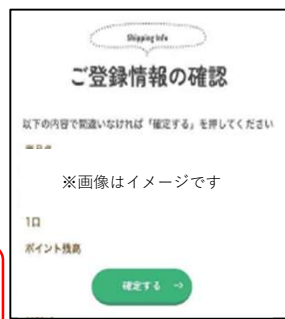 Shipping Info
ご登録情報の確認
以下の内容で間違いなければ「確定する」を押してください
※画像はイメージです
1口
ポイント残高
確定する →